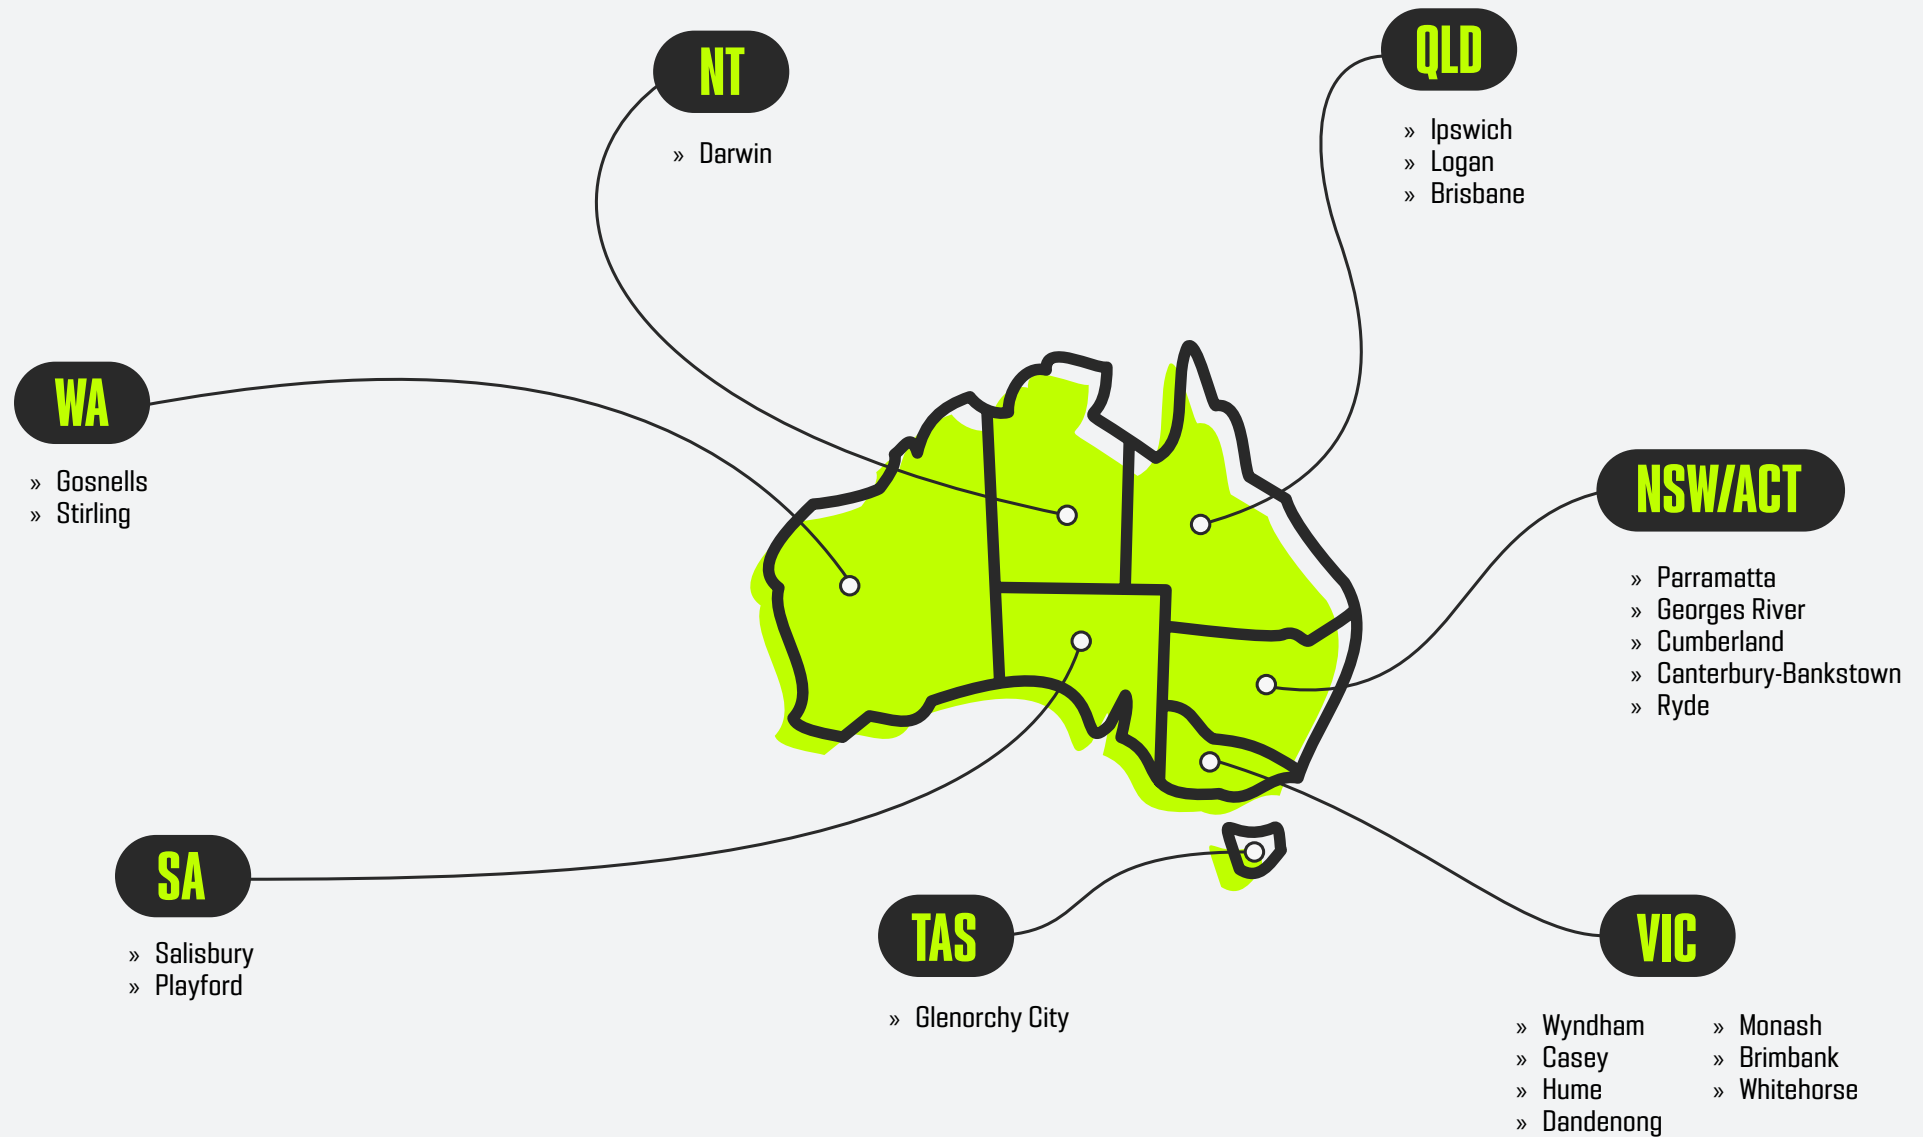 NT
» Darwin
QLD
» Ipswich
» Logan
» Brisbane
WA
» Gosnells
» Stirling
NSW/ACT
» Parramatta
» Georges River
» Cumberland
» Canterbury-Bankstown
» Ryde
SA
» Salisbury
» Playford
TAS
» Glenorchy City
VIC
» Wyndham
» Casey
» Hume
» Dandenong
» Monash
» Brimbank
» Whitehorse